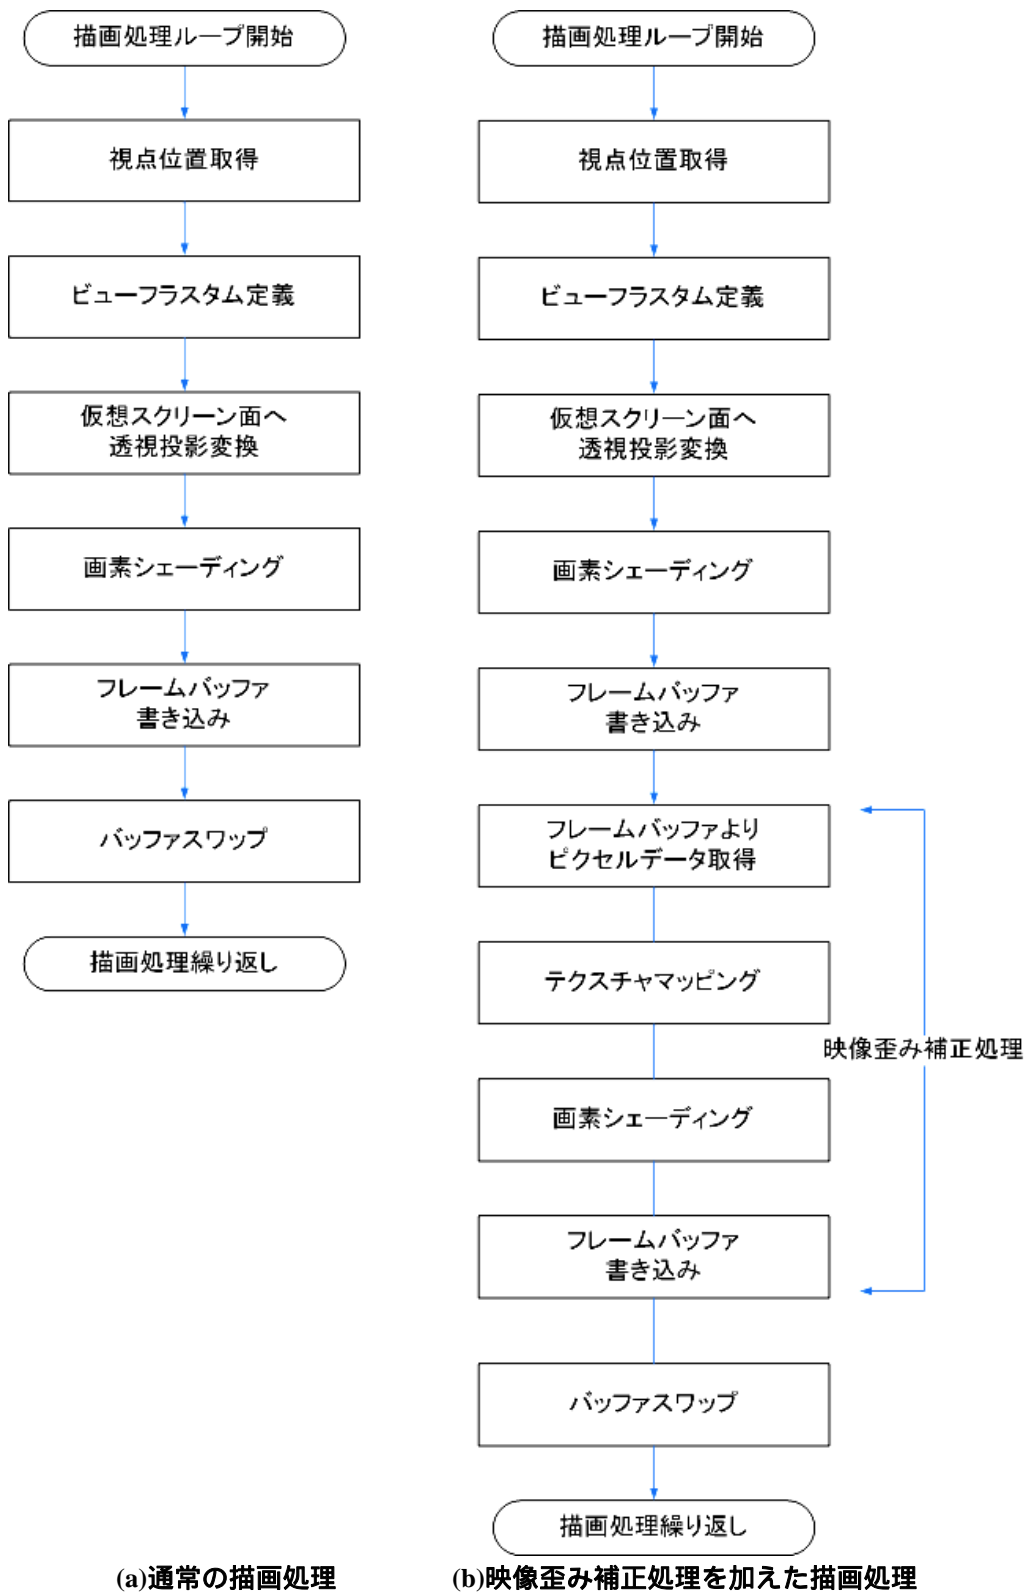 描画処理ループ開始
視点位置取得
ビューフラスタム定義
仮想スクリーン面へ
透視投影変換
画素シェーディング
フレームバッファ
書き込み
バッファスワップ
描画処理繰り返し
(a)通常の描画処理
描画処理ループ開始
視点位置取得
ビューフラスタム定義
仮想スクリーン面へ
透視投影変換
画素シェーディング
フレームバッファ
書き込み
フレームバッファより
ピクセルデータ取得
テクスチャマッピング
画素シェーディング
フレームバッファ
書き込み
映像歪み補正処理
バッファスワップ
描画処理繰り返し
(b)映像歪み補正処理を加えた描画処理